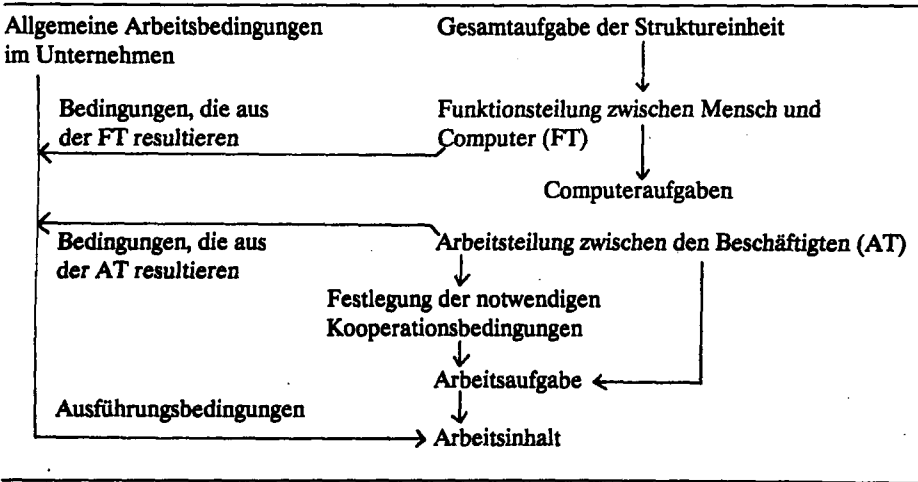 Allgemeine Arbeitsbedingungen
im Unternehmen
Gesamtaufgabe der Struktureinheit
Bedingungen, die aus
der FT resultieren
Funktionsteilung zwischen Mensch und
Computer (FT)
Computeraufgaben
Bedingungen, die aus
der AT resultieren
Arbeitsteilung zwischen den Beschäftigten (AT)
Festlegung der notwendigen
Kooperationsbedingungen
Arbeitsaufgabe
Ausführungsbedingungen
Arbeitsinhalt